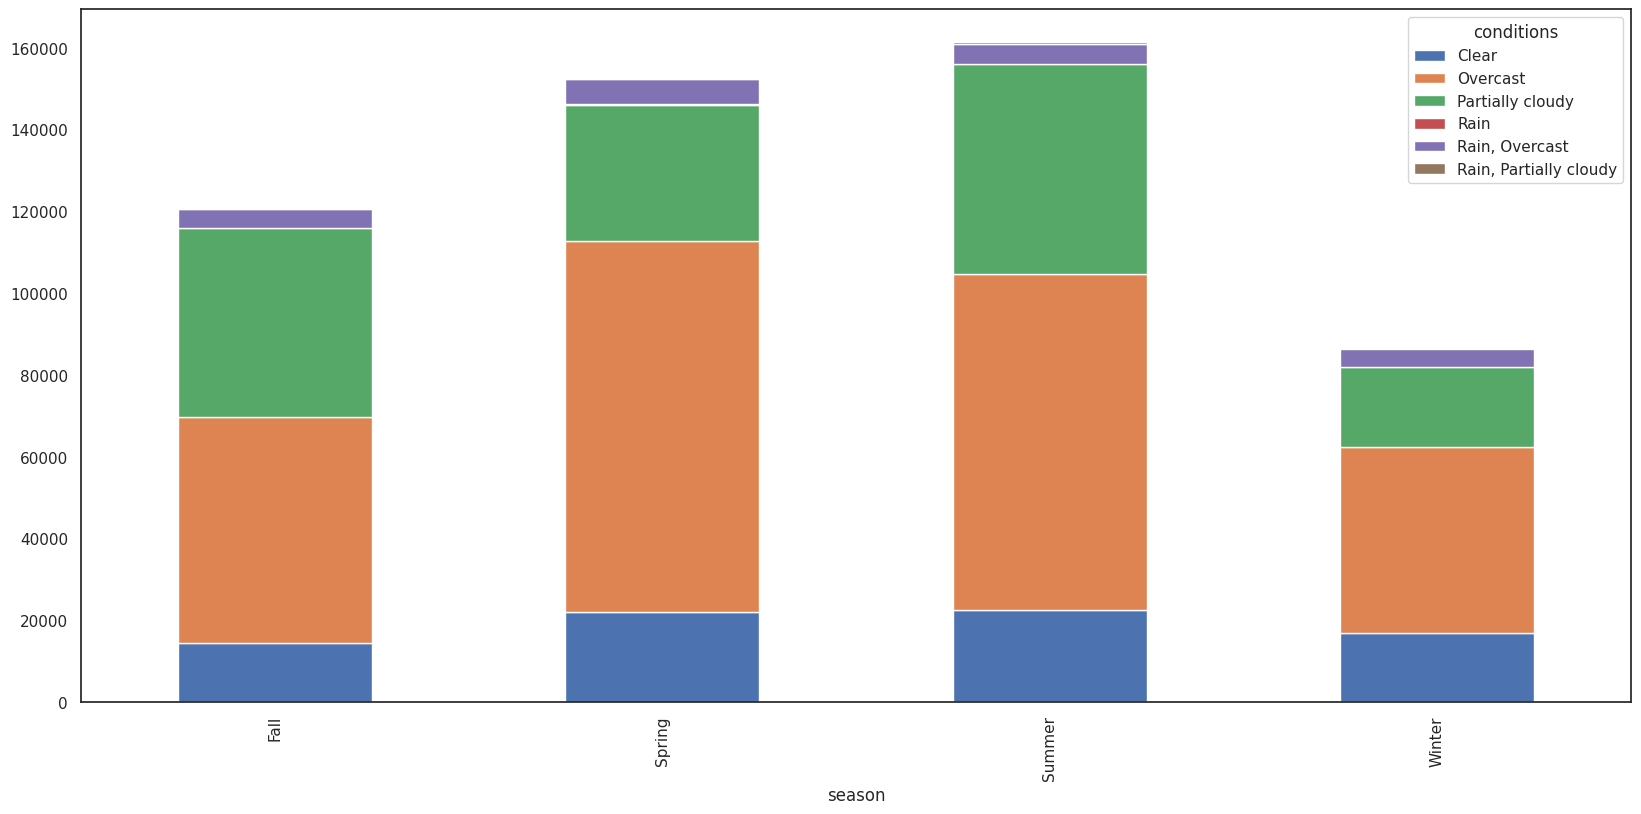 160000
140000
120000
100000
80000
60000
40000
20000
0
conditions
Clear
Overcast
Partially cloudy
Rain
Rain, Overcast
Rain, Partially cloudy
Fall
Spring
Summer
Winter
season